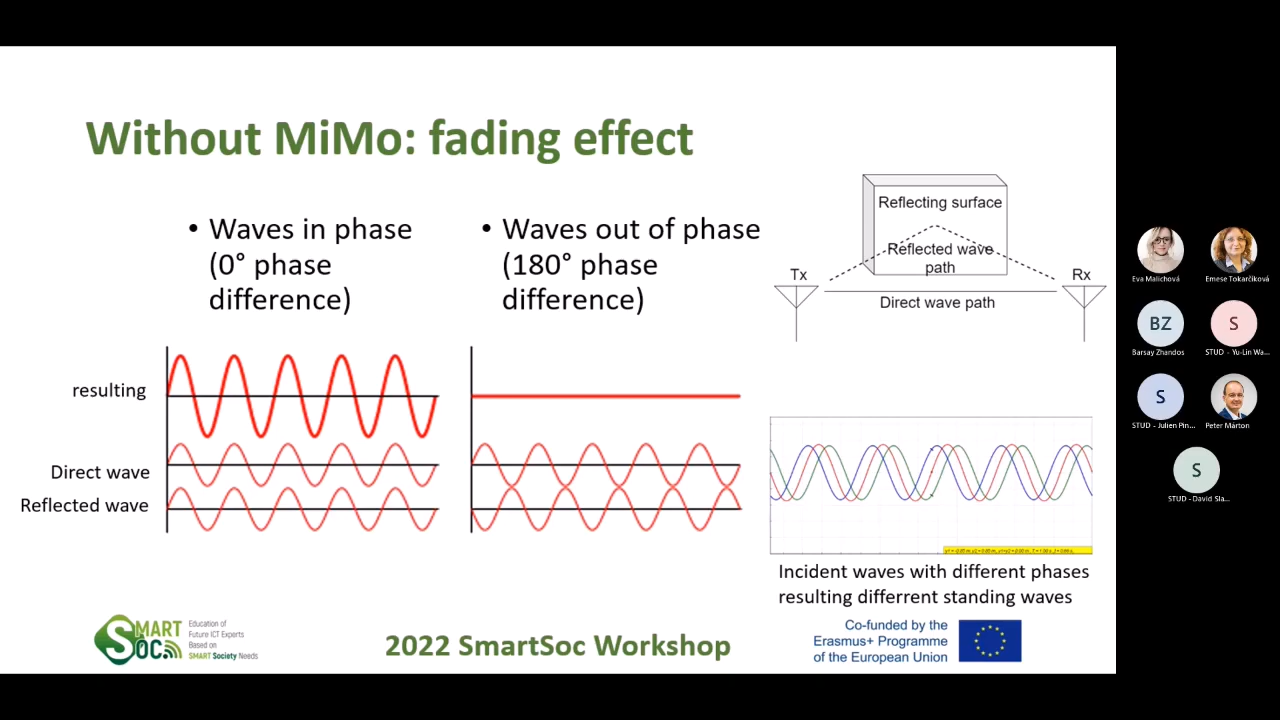 Without MiMo: fading effect
• Waves in phase
(0° phase
difference)
• Waves out of phase
(180° phase
difference)
Reflecting surface
Reflected wave
path
Tx
Rx
Direct wave path
resulting
Direct wave
Reflected wave
Incident waves with different phases
resulting differrent standing waves
SMART
SOC
Education of
Future ICT Experts
Based on
SMART Society Needs
2022 SmartSoc Workshop
Co-funded by the
Erasmus+ Programme
of the European Union
Eva Malichová
Emese Tokarčíková
BZ
Barsay Zhandos
S
STUD - Yu-Lin Wa...
S
STUD - Julien Pin...
Peter Márton
S
STUD - David Sla...